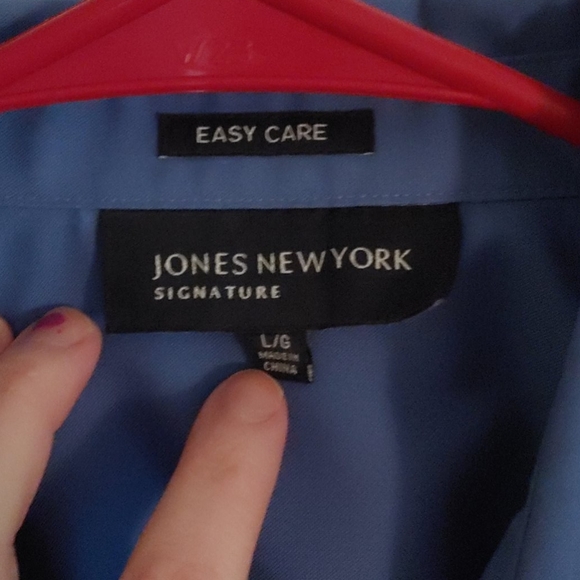 EASY CARE
JONES NEW YORK
SIGNATURE
L/G
MADE IN
CHINA